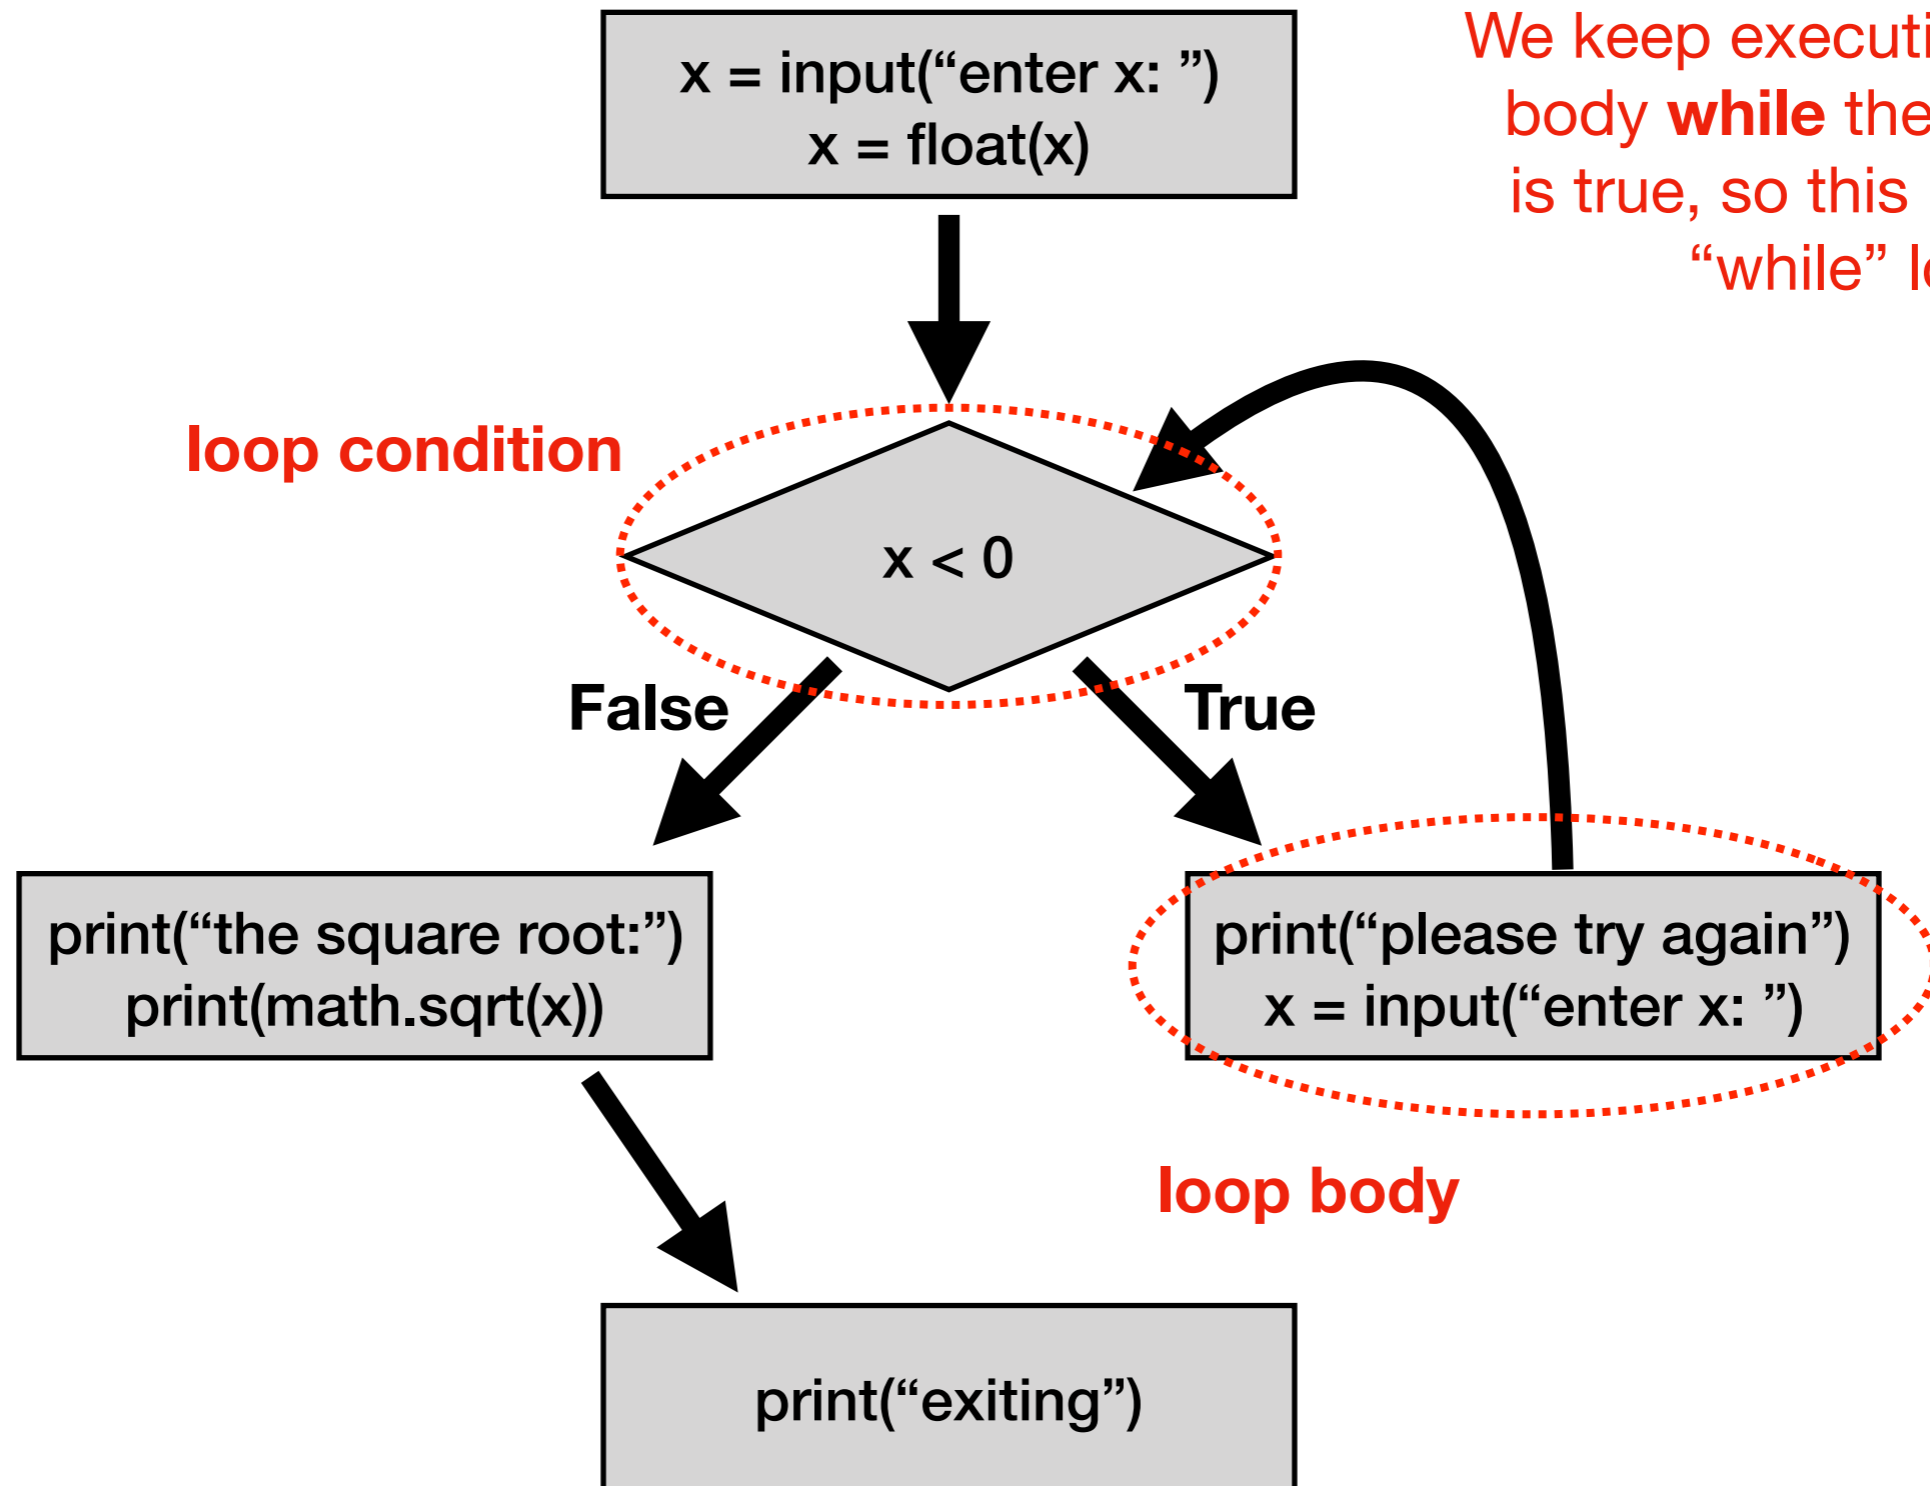 x = input(“enter x: ”)
x = float(x)
We keep executi
body while the
is true, so this
“while” lo
loop condition
x < 0
False
True
print(“the square root:”)
print(math.sqrt(x))
print(“please try again”)
x = input(“enter x: ”)
loop body
print(“exiting”)